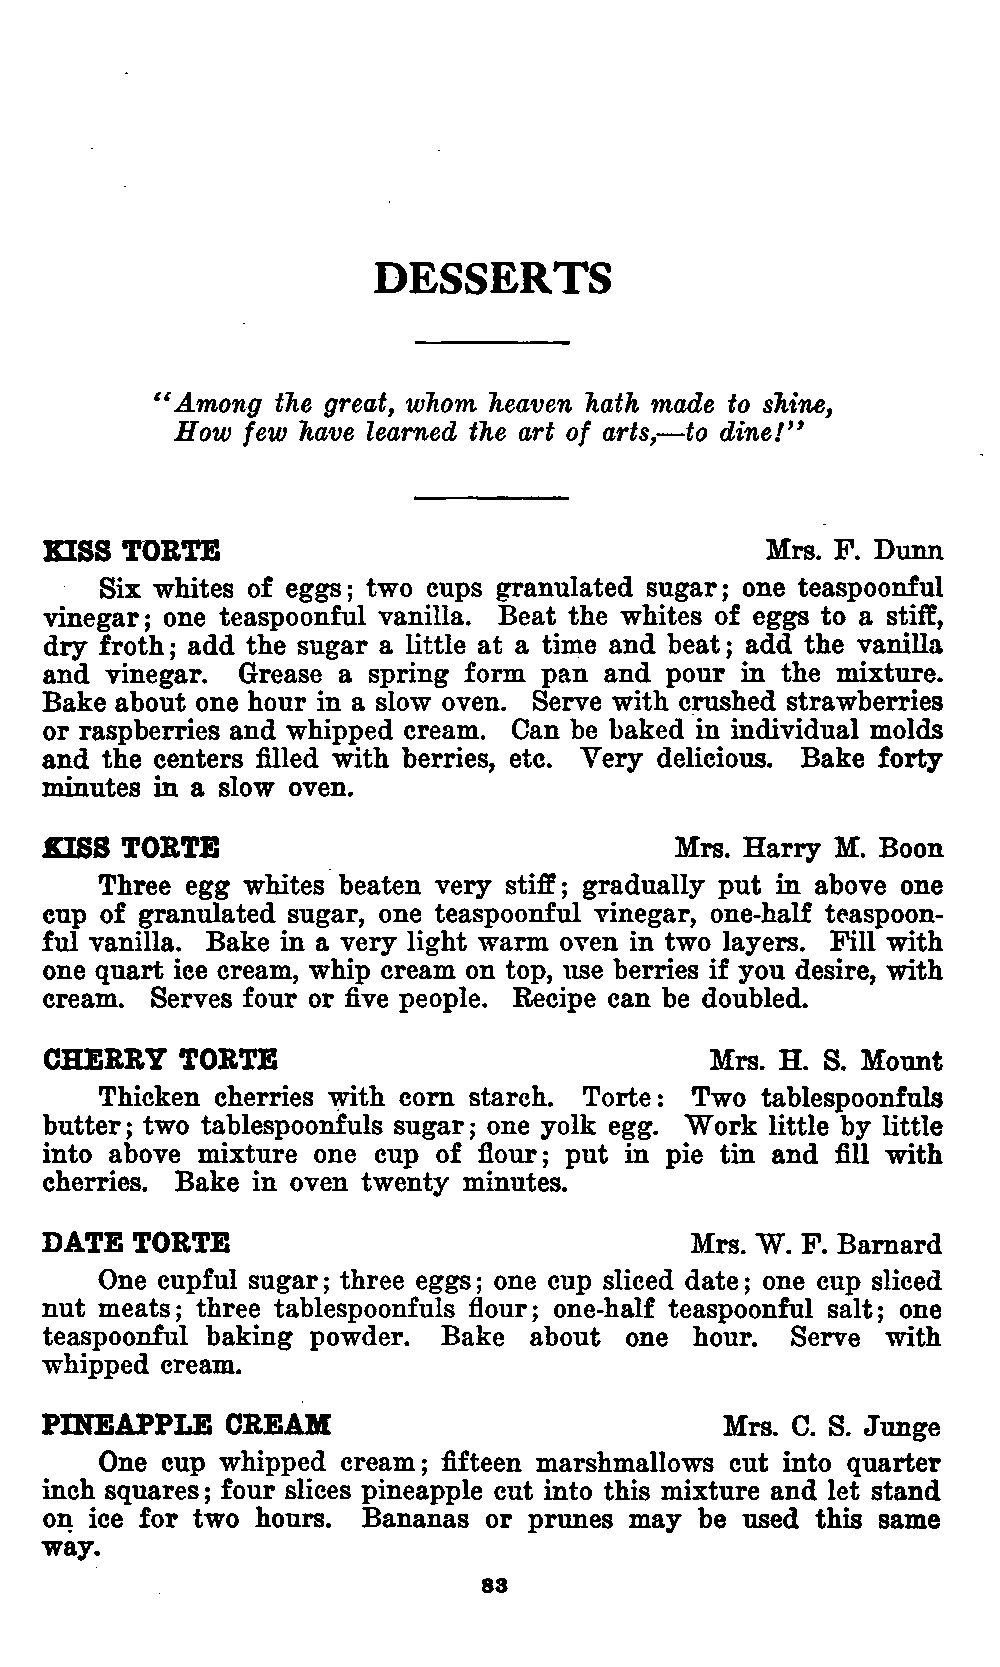 DESSERTS
"Among the great, whom heaven hath made to shine,
How few have learned the art of arts,—to dine!"
KISS TORTE Mrs. F. Dunn
Six whites of eggs; two cups granulated sugar; one teaspoonful
vinegar; one teaspoonful vanilla. Beat the whites of eggs to a stiff,
dry froth; add the sugar a little at a time and beat; add the vanilla
and vinegar. Grease a spring form pan and pour in the mixture.
Bake about one hour in a slow oven. Serve with crushed strawberries
or raspberries and whipped cream. Can be baked in individual molds
and the centers filled with berries, etc. Very delicious. Bake forty
minutes in a slow oven.
KISS TORTE Mrs. Harry M. Boon
Three egg whites beaten very stiff; gradually put in above one
cup of granulated sugar, one teaspoonful vinegar, one-half teaspoon-
ful vanilla. Bake in a very light warm oven in two layers. Fill with
one quart ice cream, whip cream on top, use berries if you desire, with
cream. Serves four or five people. Recipe can be doubled.
CHERRY TORTE Mrs. H. S. Mount
Thicken cherries with corn starch. Torte: Two tablespoonfuls
butter; two tablespoonfuls sugar; one yolk egg. Work little by little
into above mixture one cup of flour; put in pie tin and fill with
cherries. Bake in oven twenty minutes.
DATE TORTE Mrs. W. F. Barnard
One cupful sugar; three eggs; one cup sliced date; one cup sliced
nut meats; three tablespoonfuls flour; one-half teaspoonful salt; one
teaspoonful baking powder. Bake about one hour. Serve with
whipped cream.
PINEAPPLE CREAM Mrs. C. S. Junge
One cup whipped cream; fifteen marshmallows cut into quarter
inch squares; four slices pineapple cut into this mixture and let stand
on ice for two hours. Bananas or prunes may be used this same
way.
83